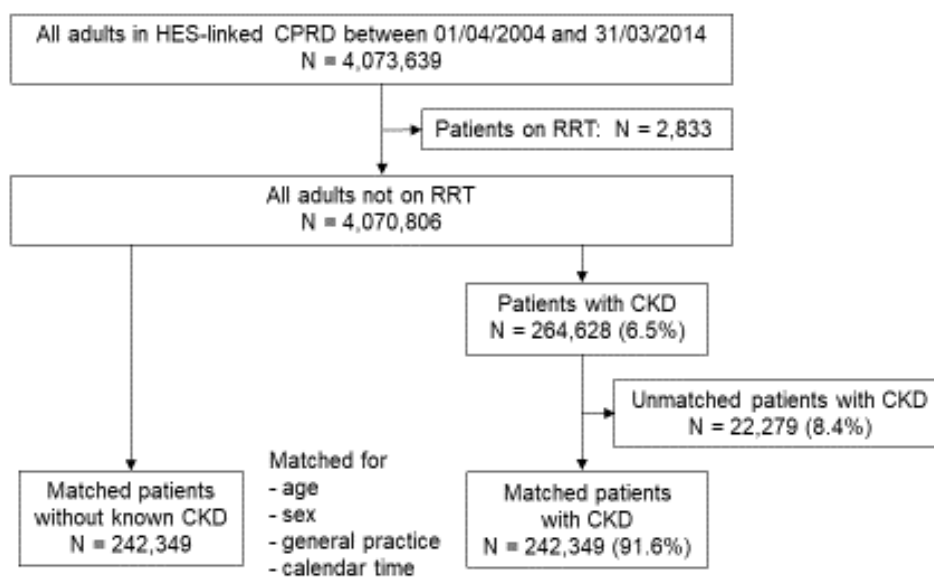 All adults in HES-linked CPRD between 01/04/2004 and 31/03/2014
N = 4,073,639
Patients on RRT: N = 2,833
All adults not on RRT
N = 4,070,806
Patients with CKD
N = 264,628 (6.5%)
Unmatched patients with CKD
N = 22,279 (8.4%)
Matched patients
without known CKD
N = 242,349
Matched for
- age
- sex
- general practice
- calendar time
Matched patients
with CKD
N = 242,349 (91.6%)